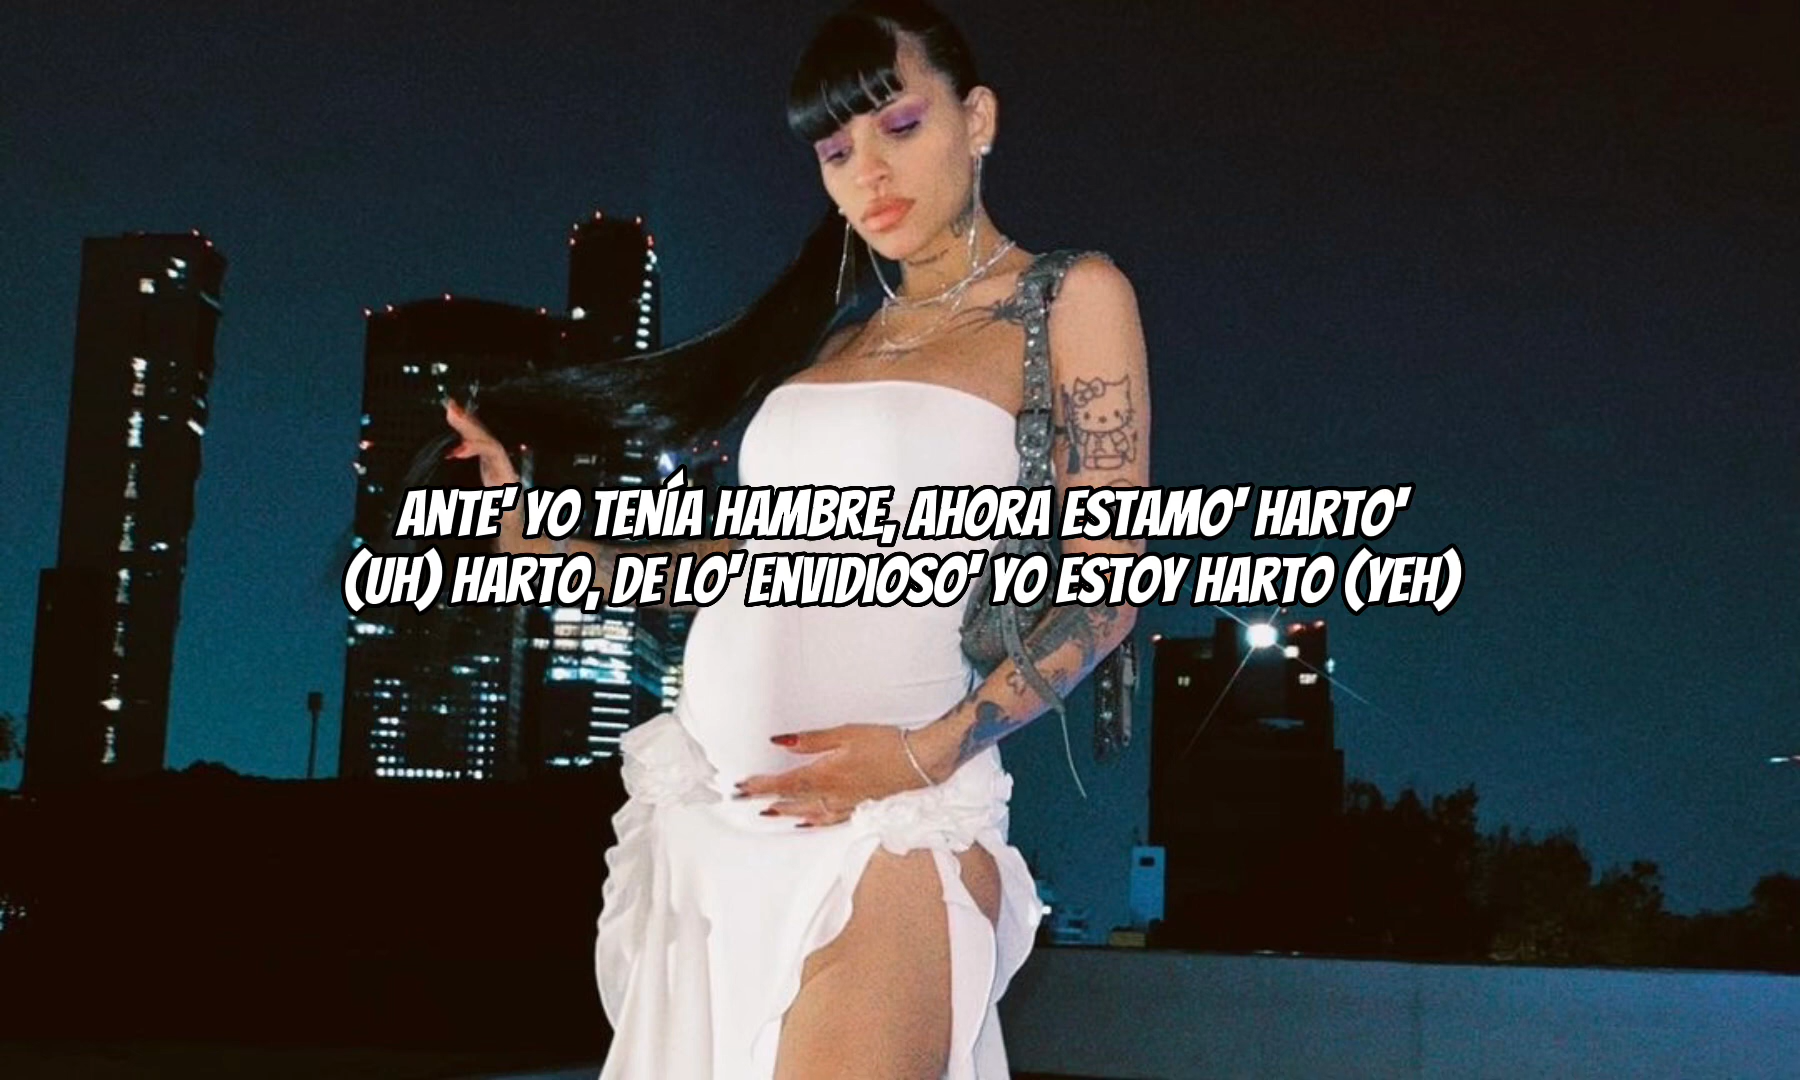 ANTE' YO TENÍA HAMBRE, AHORA ESTAMO' HARTO'
(UH) HARTO, DE LO' ENVIDIOSO' YO ESTOY HARTO (YEH)